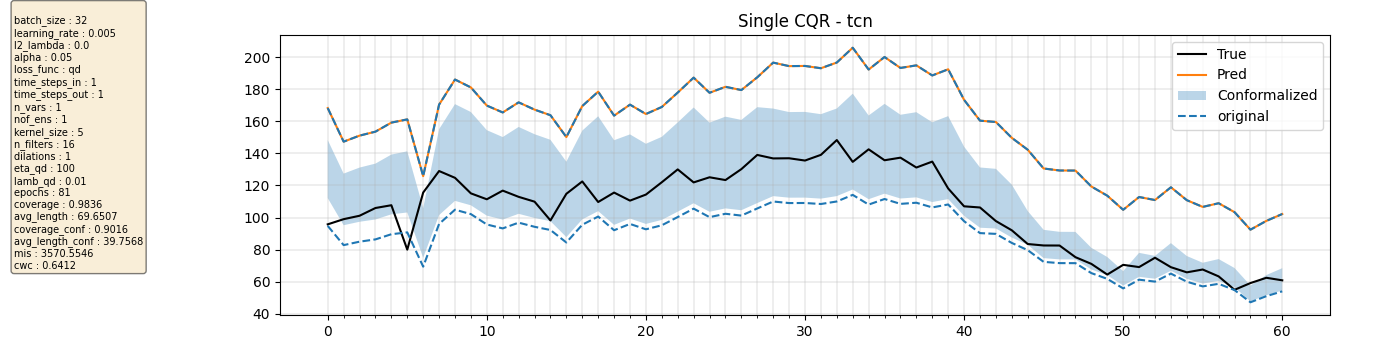 batch_size : 32
learning_rate : 0.005
l2_lambda : 0.0
alpha : 0.05
loss_func : qd
time_steps_in : 1
time_steps_out : 1
n_vars : 1
nof_ens : 1
kernel_size : 5
n_filters : 16
dilations : 1
eta_qd : 100
lamb_qd : 0.01
epochs : 81
coverage : 0.9836
avg_length : 69.6507
coverage_conf : 0.9016
avg_length_conf : 39.7568
mis : 3570.5546
cwc : 0.6412
Single CQR - tcn
True
Pred
Conformalized
original
200
180
160
140
120
100
80
60
40
0 10 20 30 40 50 60